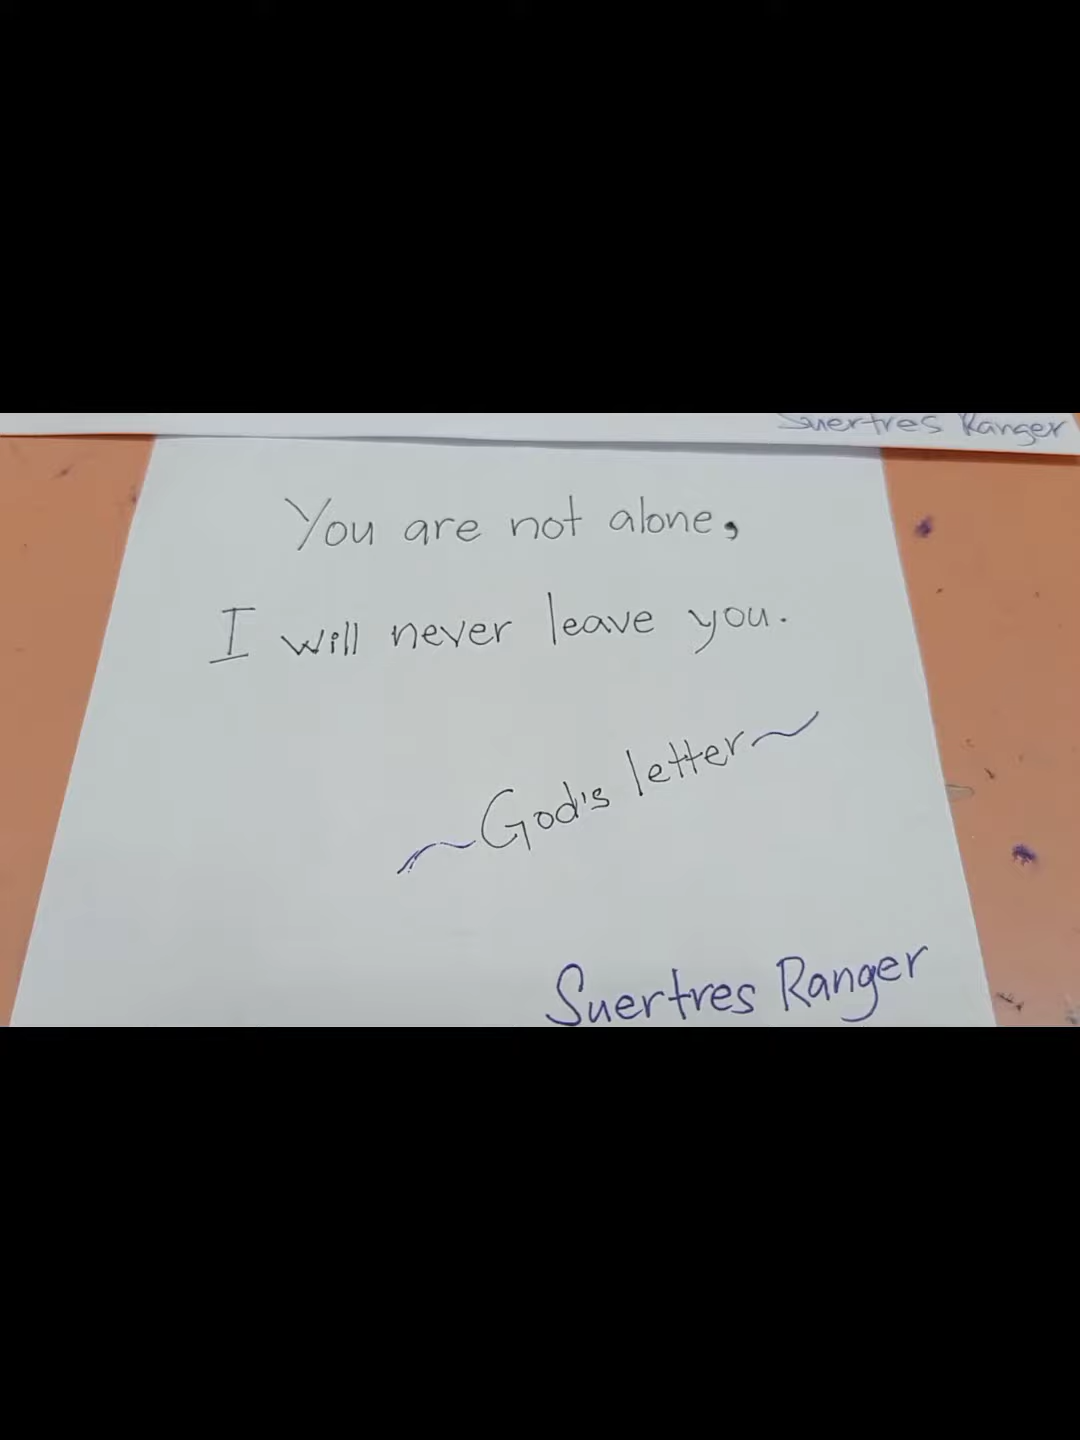 Suertres Ranger
You are not alone,
I will never leave you.
~God's letter~
Suertres Ranger